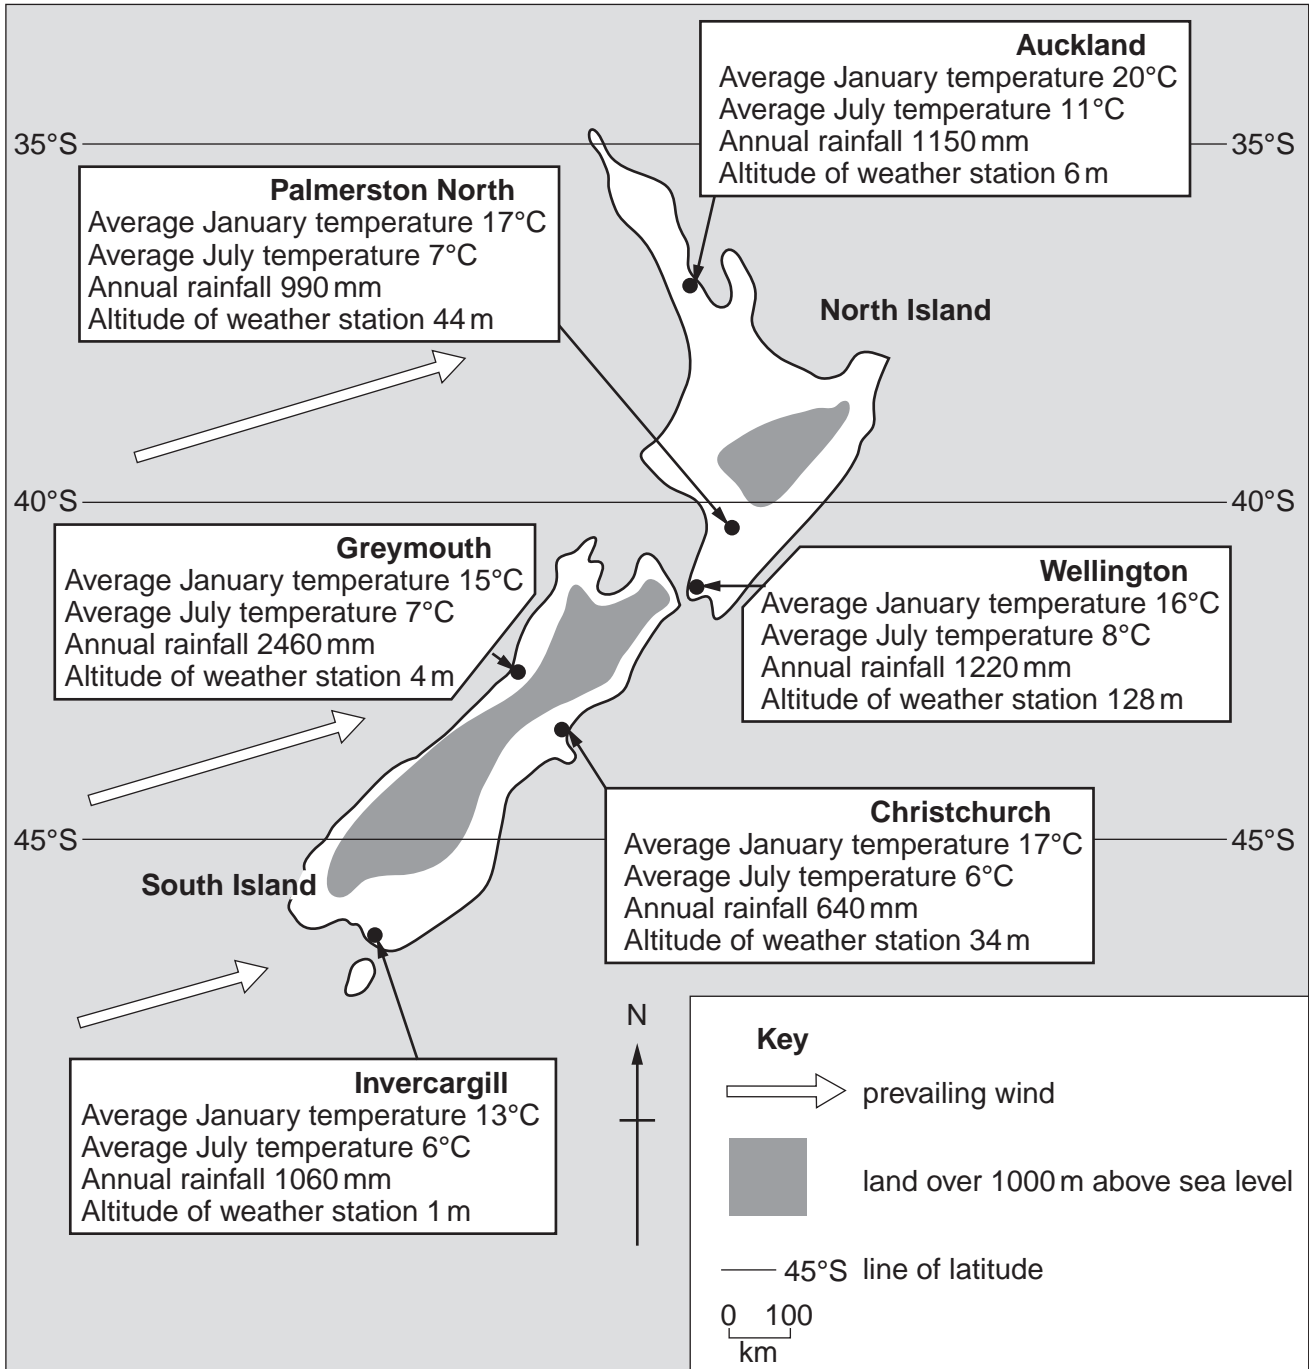 Auckland
Average January temperature 20°C
Average July temperature 11°C
Annual rainfall 1150 mm
Altitude of weather station 6 m
35°S
35°S
Palmerston North
Average January temperature 17°C
Average July temperature 7°C
Annual rainfall 990 mm
Altitude of weather station 44 m
North Island
40°S
40°S
Greymouth
Average January temperature 15°C
Average July temperature 7°C
Annual rainfall 2460 mm
Altitude of weather station 4 m
Wellington
Average January temperature 16°C
Average July temperature 8°C
Annual rainfall 1220 mm
Altitude of weather station 128 m
Christchurch
Average January temperature 17°C
Average July temperature 6°C
Annual rainfall 640 mm
Altitude of weather station 34 m
45°S
45°S
South Island
Invercargill
Average January temperature 13°C
Average July temperature 6°C
Annual rainfall 1060 mm
Altitude of weather station 1 m
N
Key
prevailing wind
land over 1000 m above sea level
45°S line of latitude
0 100
km